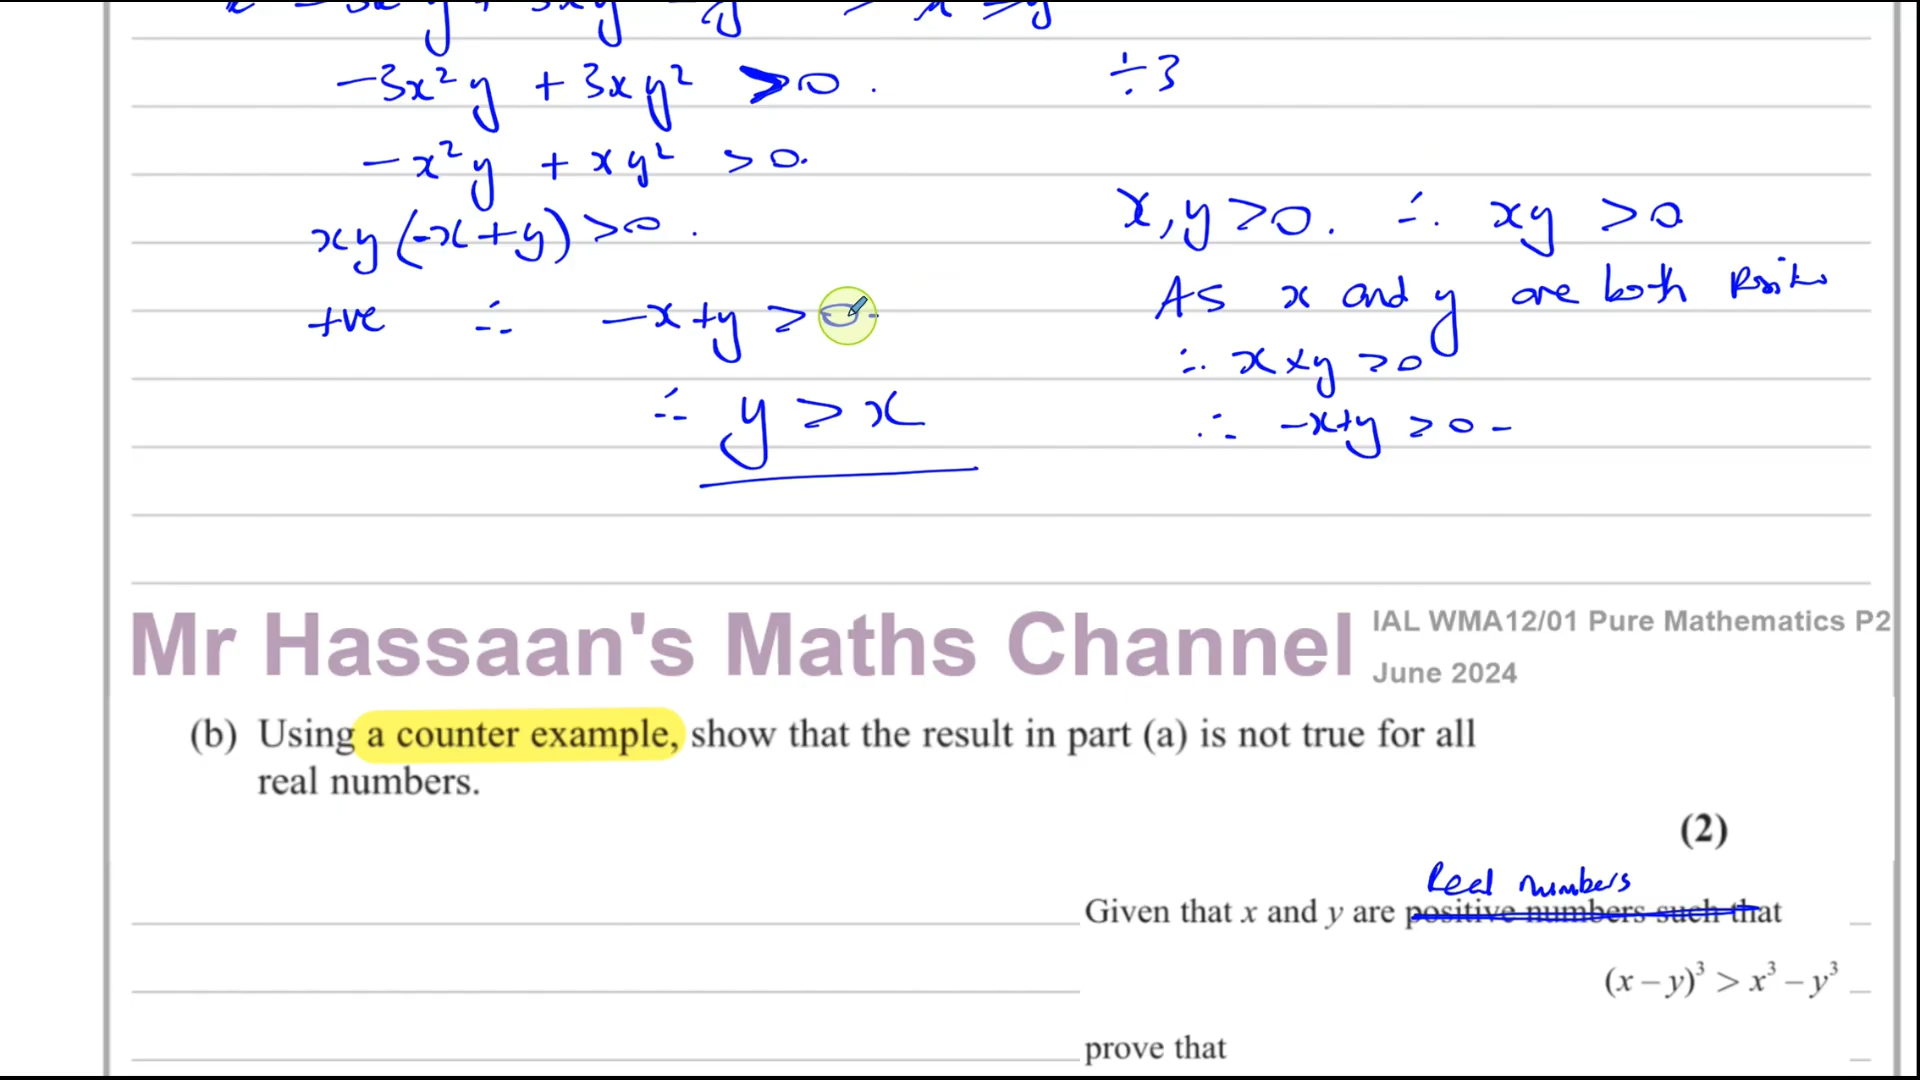 -3x²y + 3xy² > 0. ÷3
-x²y + xy² > 0.
xy(-x+y) > 0. x, y > 0. ∴ xy > 0
+ve ∴ -x+y > 0. As x and y are both
∴ x×y > 0
∴ y > x ∴ -x+y > 0
Mr Hassaan's Maths Channel
IAL WMA12/01 Pure Mathematics P2
June 2024
(b) Using a counter example, show that the result in part (a) is not true for all
real numbers.
(2)
Real numbers
Given that x and y are positive numbers such that
(x – y)³ > x³ – y³
prove that